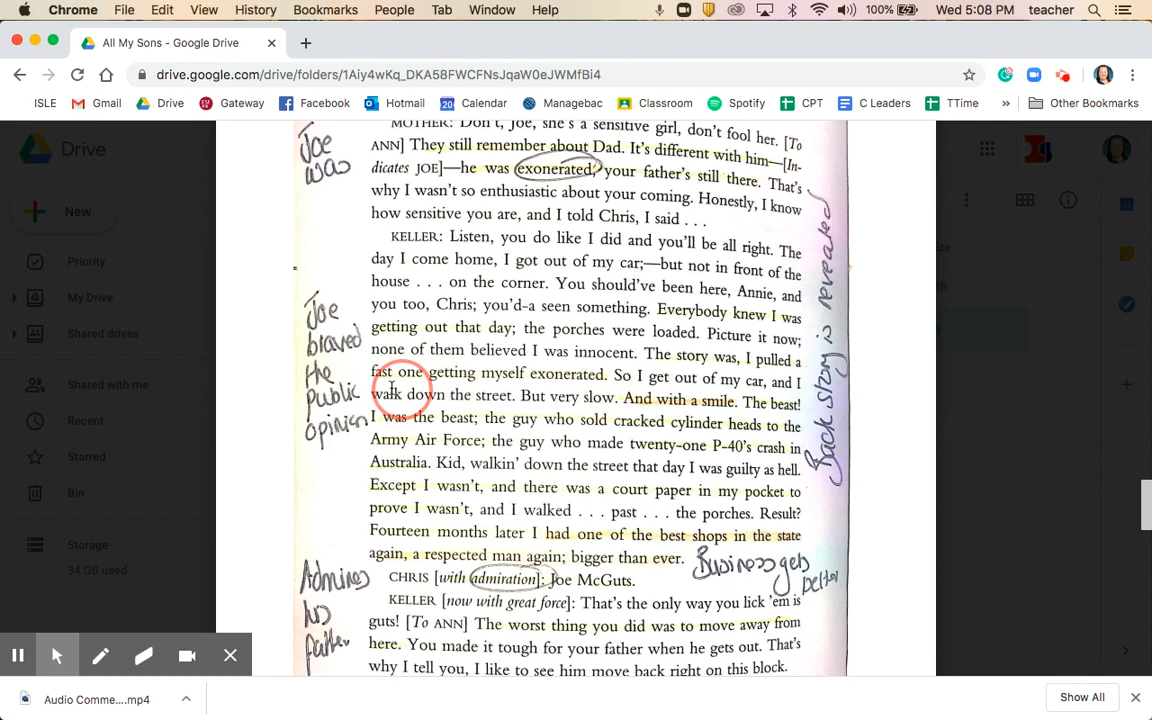 Chrome File Edit View History Bookmarks People Tab Window Help 100% Wed 5:08 PM teacher
All My Sons - Google Drive
drive.google.com/drive/folders/1Aiy4wKq_DKA58FWCFNsJqaW0eJWMfBi4
ISLE Gmail Drive Gateway Facebook Hotmail Calendar Managebac Classroom Spotify CPT C Leaders TTime » Other Bookmarks
Drive
New
Priority
My Drive
Shared drives
Shared with me
Recent
Starred
Bin
Storage
34 GB used
Joe
was
MOTHER: Don't, Joe, she's a sensitive girl, don't fool her. [To
ANN] They still remember about Dad. It's different with him—[In-
dicates JOE]—he was exonerated, your father's still there. That's
why I wasn't so enthusiastic about your coming. Honestly, I know
how sensitive you are, and I told Chris, I said . . .
KELLER: Listen, you do like I did and you'll be all right. The
day I come home, I got out of my car;—but not in front of the
house . . . on the corner. You should've been here, Annie, and
you too, Chris; you'd-a seen something. Everybody knew I was
getting out that day; the porches were loaded. Picture it now;
none of them believed I was innocent. The story was, I pulled a
fast one getting myself exonerated. So I get out of my car, and I
walk down the street. But very slow. And with a smile. The beast!
I was the beast; the guy who sold cracked cylinder heads to the
Army Air Force; the guy who made twenty-one P-40's crash in
Australia. Kid, walkin' down the street that day I was guilty as hell.
Except I wasn't, and there was a court paper in my pocket to
prove I wasn't, and I walked . . . past . . . the porches. Result?
Fourteen months later I had one of the best shops in the state
again, a respected man again; bigger than ever.
CHRIS [with admiration]: Joe McGuts.
KELLER [now with great force]: That's the only way you lick 'em is
guts! [To ANN] The worst thing you did was to move away from
here. You made it tough for your father when he gets out. That's
why I tell you, I like to see him move back right on this block.
Joe
braved
the
public
opinion
Back story is revealed
Business gets
better
Admires
his
father
Audio Comme....mp4
Show All